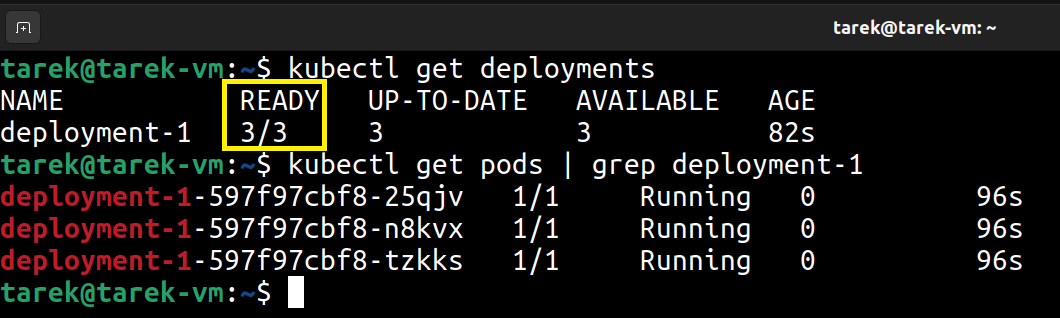 tarek@tarek-vm: ~
tarek@tarek-vm:~$ kubectl get deployments
NAME READY UP-TO-DATE AVAILABLE AGE
deployment-1 3/3 3 3 82s
tarek@tarek-vm:~$ kubectl get pods | grep deployment-1
deployment-1-597f97cbf8-25qjv 1/1 Running 0 96s
deployment-1-597f97cbf8-n8kvx 1/1 Running 0 96s
deployment-1-597f97cbf8-tzkks 1/1 Running 0 96s
tarek@tarek-vm:~$